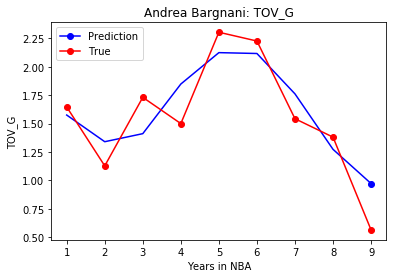 Andrea Bargnani: TOV_G
Prediction
True
2.25
2.00
1.75
1.50
1.25
1.00
0.75
0.50
TOV_G
1 2 3 4 5 6 7 8 9
Years in NBA